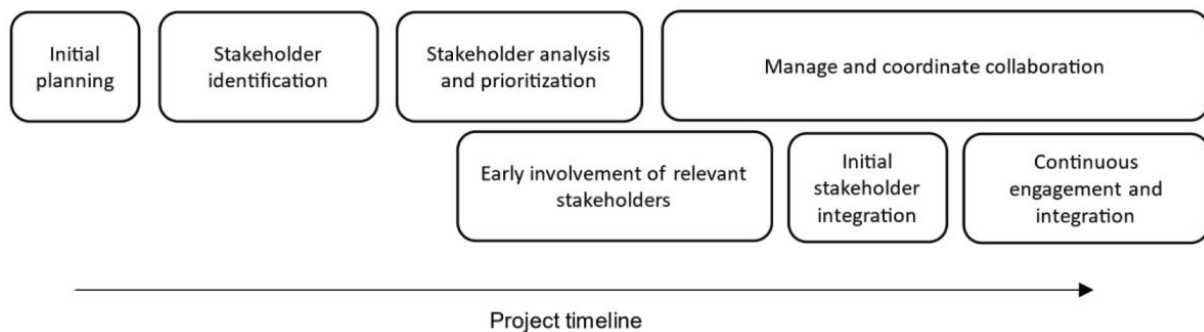 Initial
planning
Stakeholder
identification
Stakeholder analysis
and prioritization
Manage and coordinate collaboration
Early involvement of relevant
stakeholders
Initial
stakeholder
integration
Continuous
engagement and
integration
Project timeline